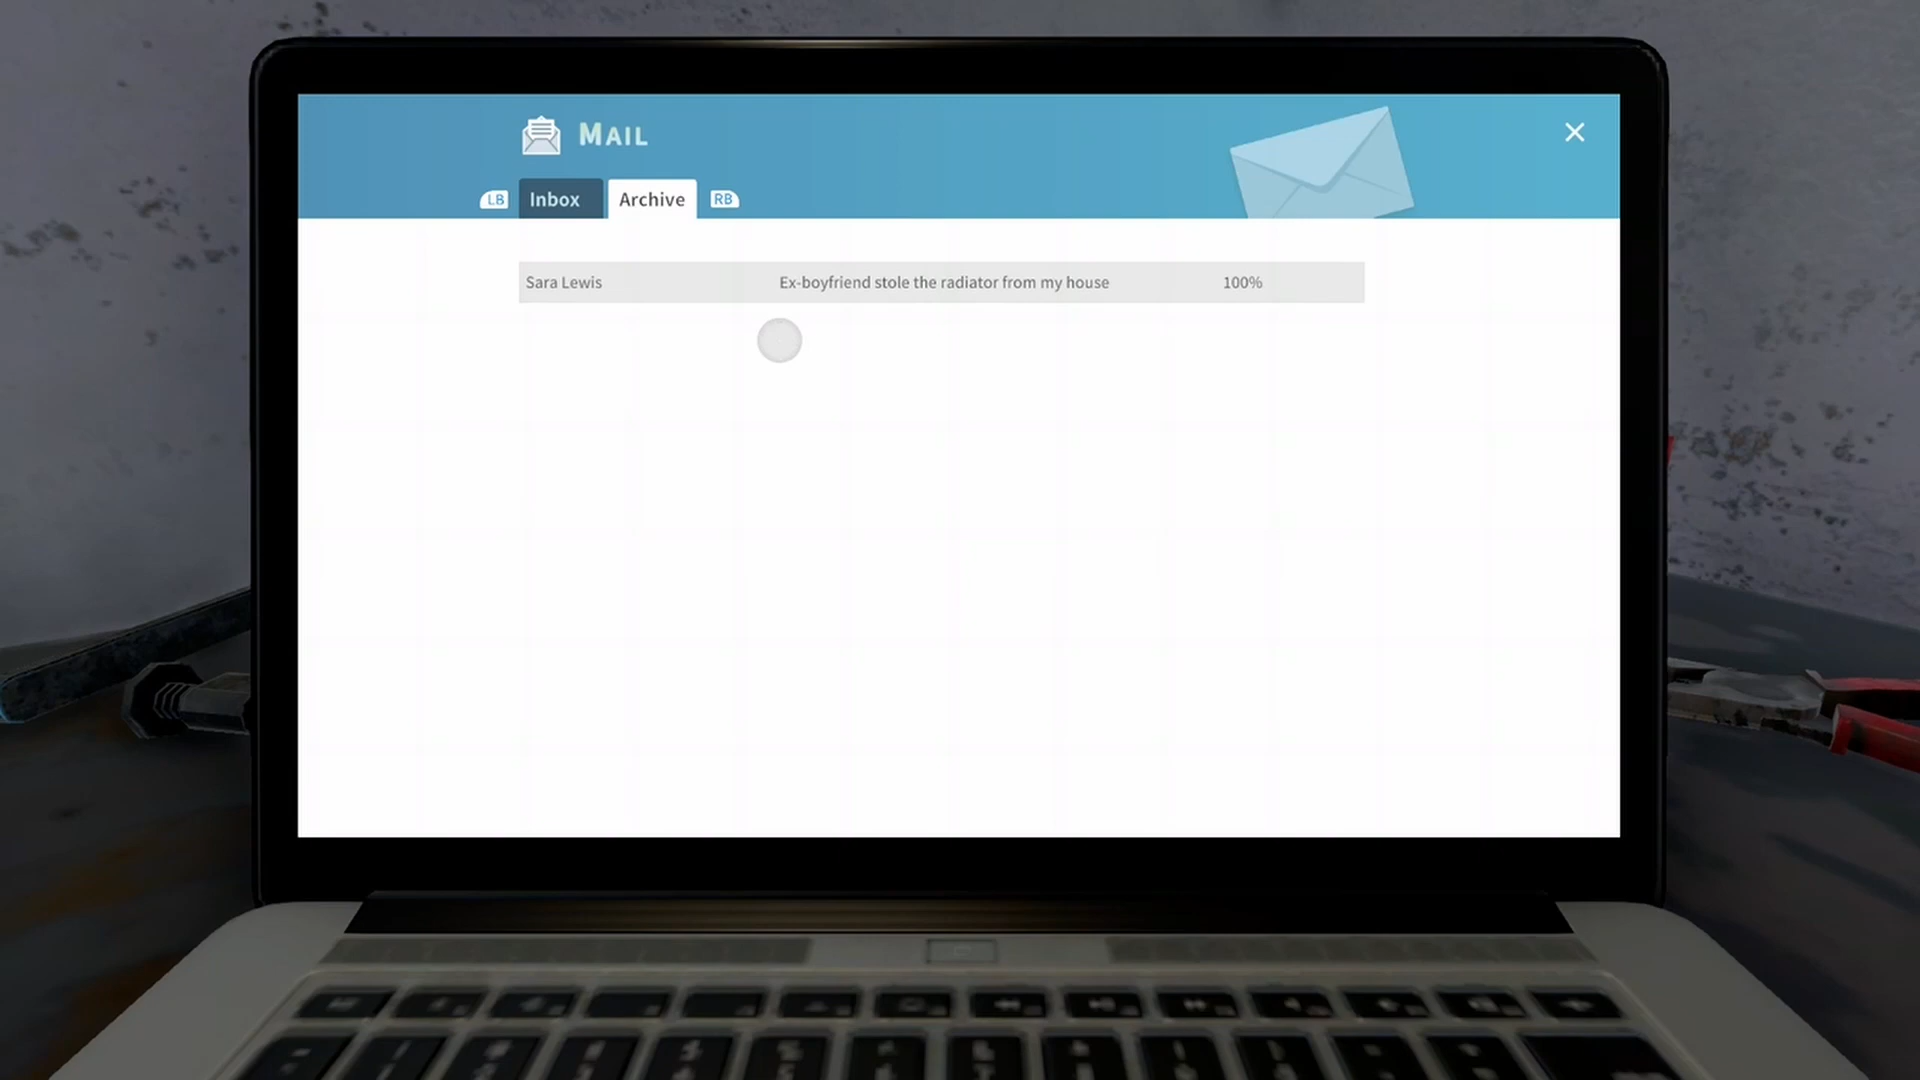 MAIL
LB Inbox Archive RB
Sara Lewis Ex-boyfriend stole the radiator from my house 100%